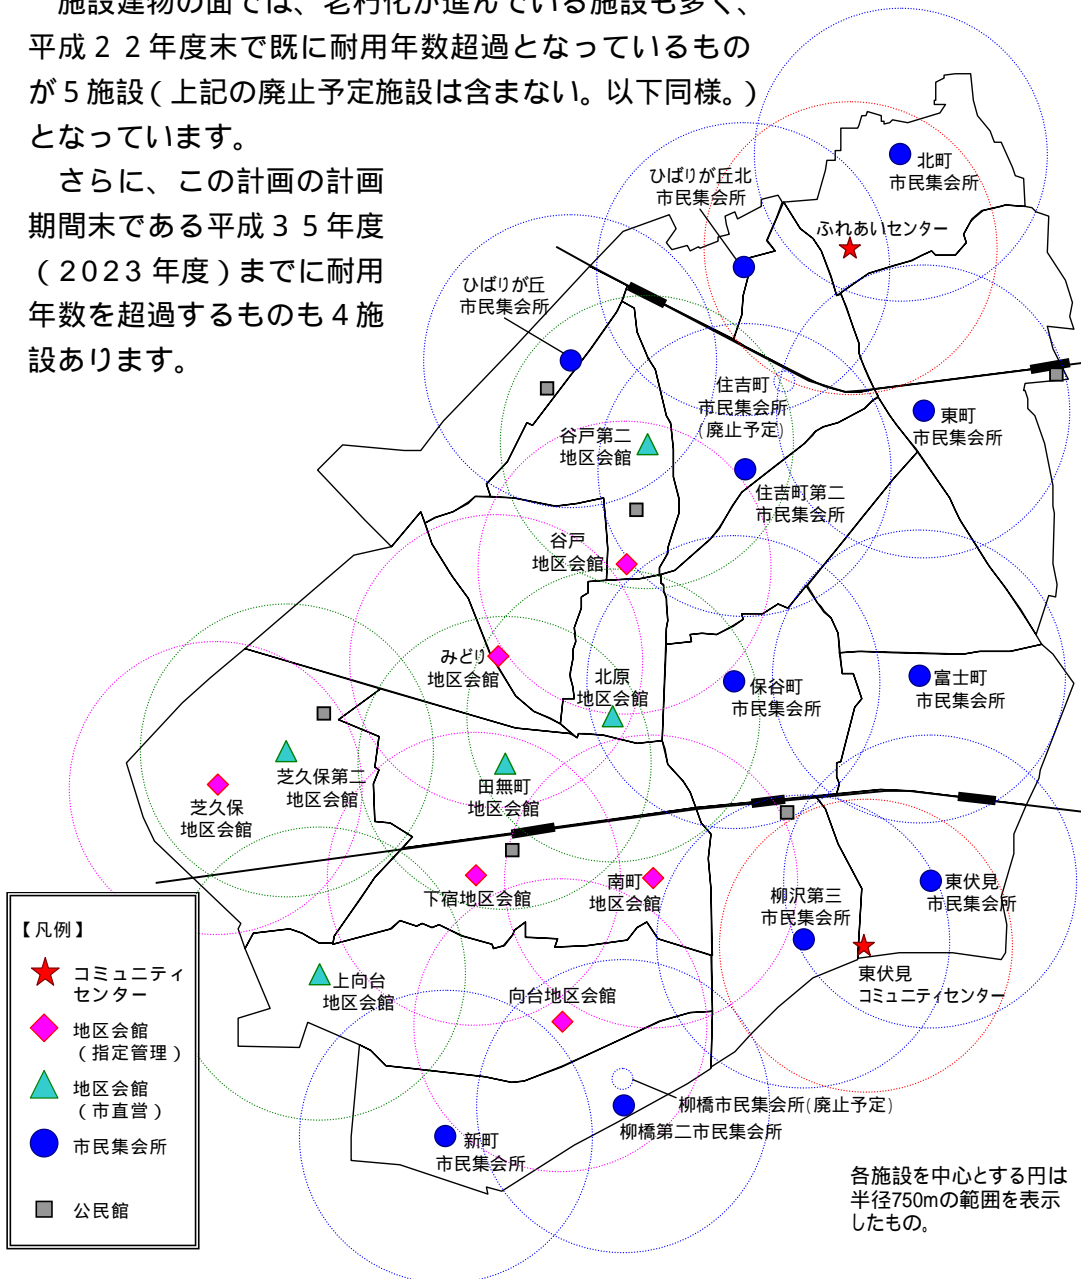 施設建物の面では、老朽化が進んでいる施設も多く、
平成２２年度末で既に耐用年数超過となっているもの
が５施設（上記の廃止予定施設は含まない。以下同様。）
となっています。
さらに、この計画の計画
期間末である平成３５年度
（2023年度）までに耐用
年数を超過するものも４施
設あります。
北町
市民集会所
ひばりが丘北
市民集会所
ふれあいセンター
ひばりが丘
市民集会所
住吉町
市民集会所
(廃止予定)
東町
市民集会所
谷戸第二
地区会館
住吉町第二
市民集会所
谷戸
地区会館
みどり
地区会館
北原
地区会館
保谷町
市民集会所
富士町
市民集会所
芝久保第二
地区会館
芝久保
地区会館
田無町
地区会館
下宿地区会館
南町
地区会館
柳沢第三
市民集会所
東伏見
市民集会所
東伏見
コミュニティセンター
上向台
地区会館
向台地区会館
柳橋市民集会所(廃止予定)
柳橋第二市民集会所
新町
市民集会所
【凡例】
コミュニティ
センター
地区会館
（指定管理）
地区会館
（市直営）
市民集会所
公民館
各施設を中心とする円は
半径750mの範囲を表示
したもの。